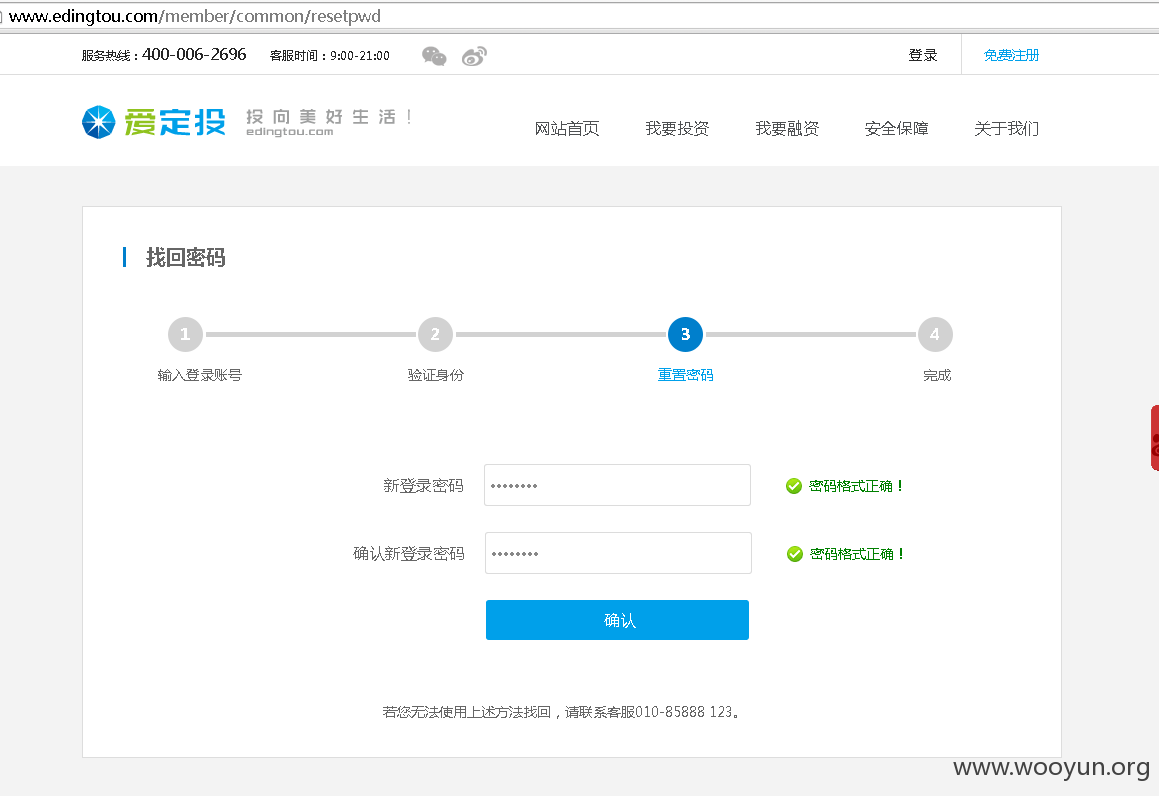 www.edingtou.com/member/common/resetpwd
服务热线：400-006-2696 客服时间：9:00-21:00 登录 免费注册
爱定投 投向美好生活！
edingtou.com
网站首页 我要投资 我要融资 安全保障 关于我们
找回密码
1 2 3 4
输入登录账号 验证身份 重置密码 完成
新登录密码 •••••••• 密码格式正确！
确认新登录密码 •••••••• 密码格式正确！
确认
若您无法使用上述方法找回，请联系客服010-85888 123。
www.wooyun.org